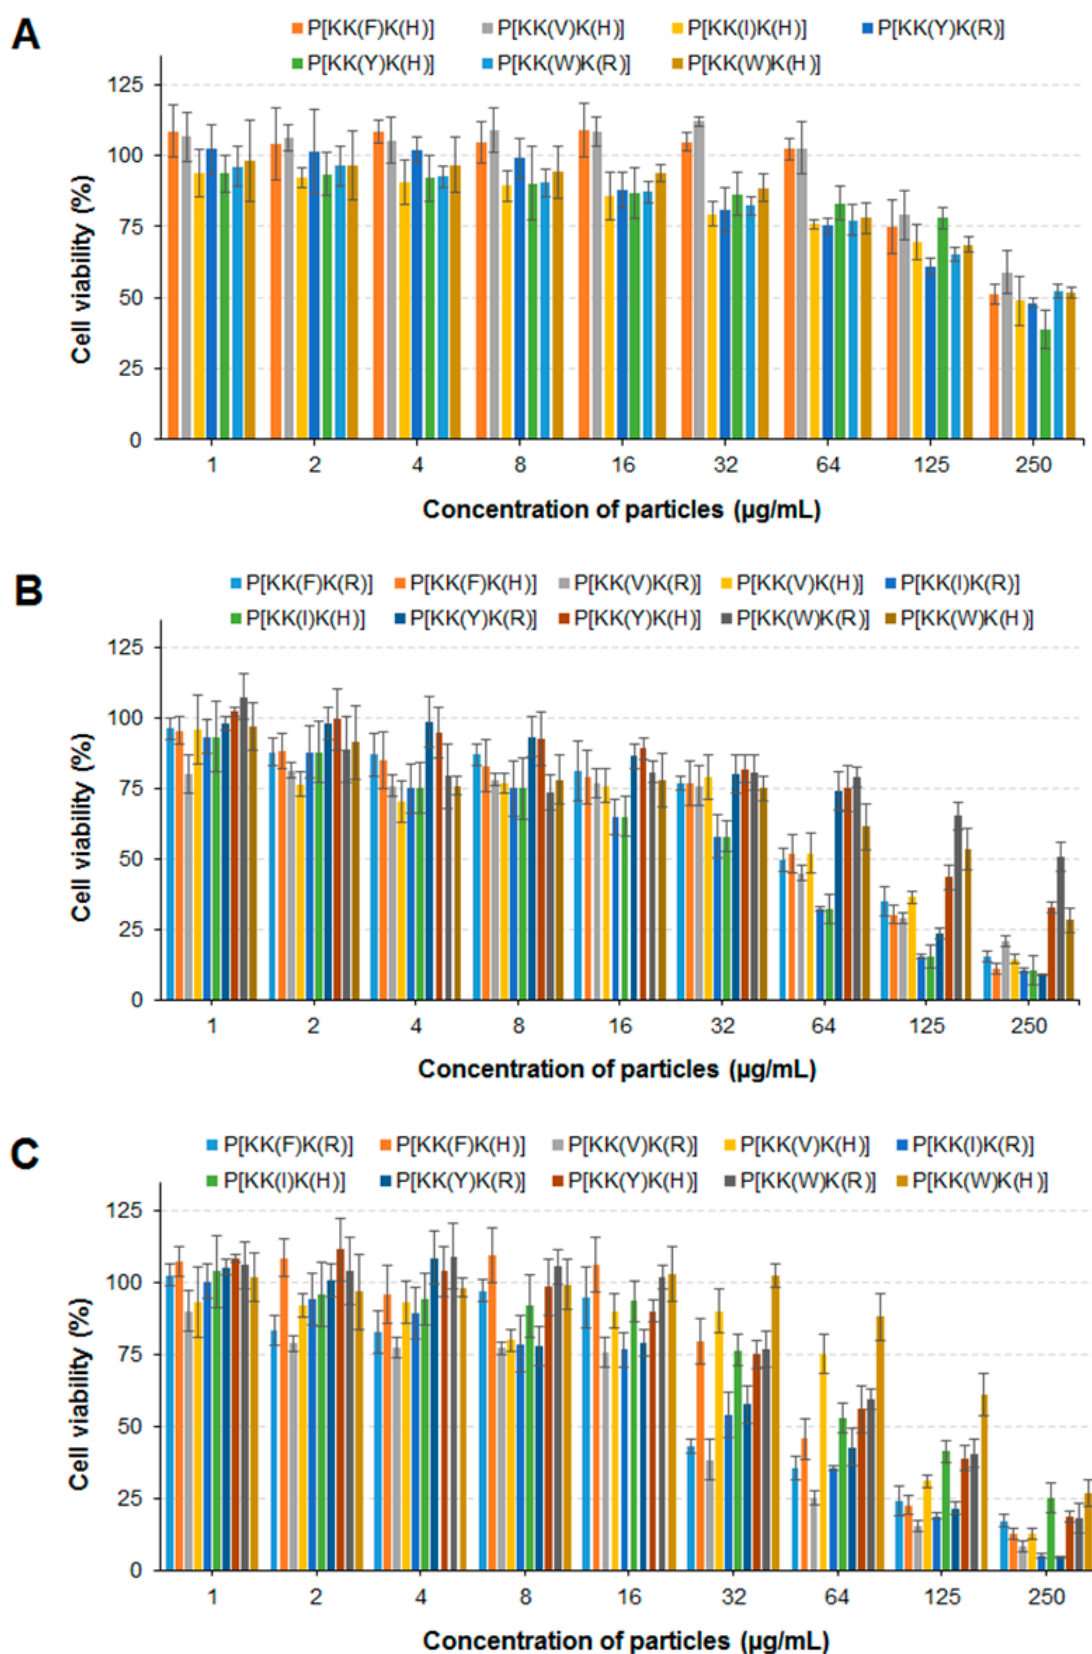 A
P[KK(F)K(H)] P[KK(V)K(H)] P[KK(I)K(H)] P[KK(Y)K(R)]
P[KK(Y)K(H)] P[KK(W)K(R)] P[KK(W)K(H)]
125
100
75
50
25
0
Cell viability (%)
1 2 4 8 16 32 64 125 250
Concentration of particles (µg/mL)
B
P[KK(F)K(R)] P[KK(F)K(H)] P[KK(V)K(R)] P[KK(V)K(H)] P[KK(I)K(R)]
P[KK(I)K(H)] P[KK(Y)K(R)] P[KK(Y)K(H)] P[KK(W)K(R)] P[KK(W)K(H)]
125
100
75
50
25
0
Cell viability (%)
1 2 4 8 16 32 64 125 250
Concentration of particles (µg/mL)
C
P[KK(F)K(R)] P[KK(F)K(H)] P[KK(V)K(R)] P[KK(V)K(H)] P[KK(I)K(R)]
P[KK(I)K(H)] P[KK(Y)K(R)] P[KK(Y)K(H)] P[KK(W)K(R)] P[KK(W)K(H)]
125
100
75
50
25
0
Cell viability (%)
1 2 4 8 16 32 64 125 250
Concentration of particles (µg/mL)